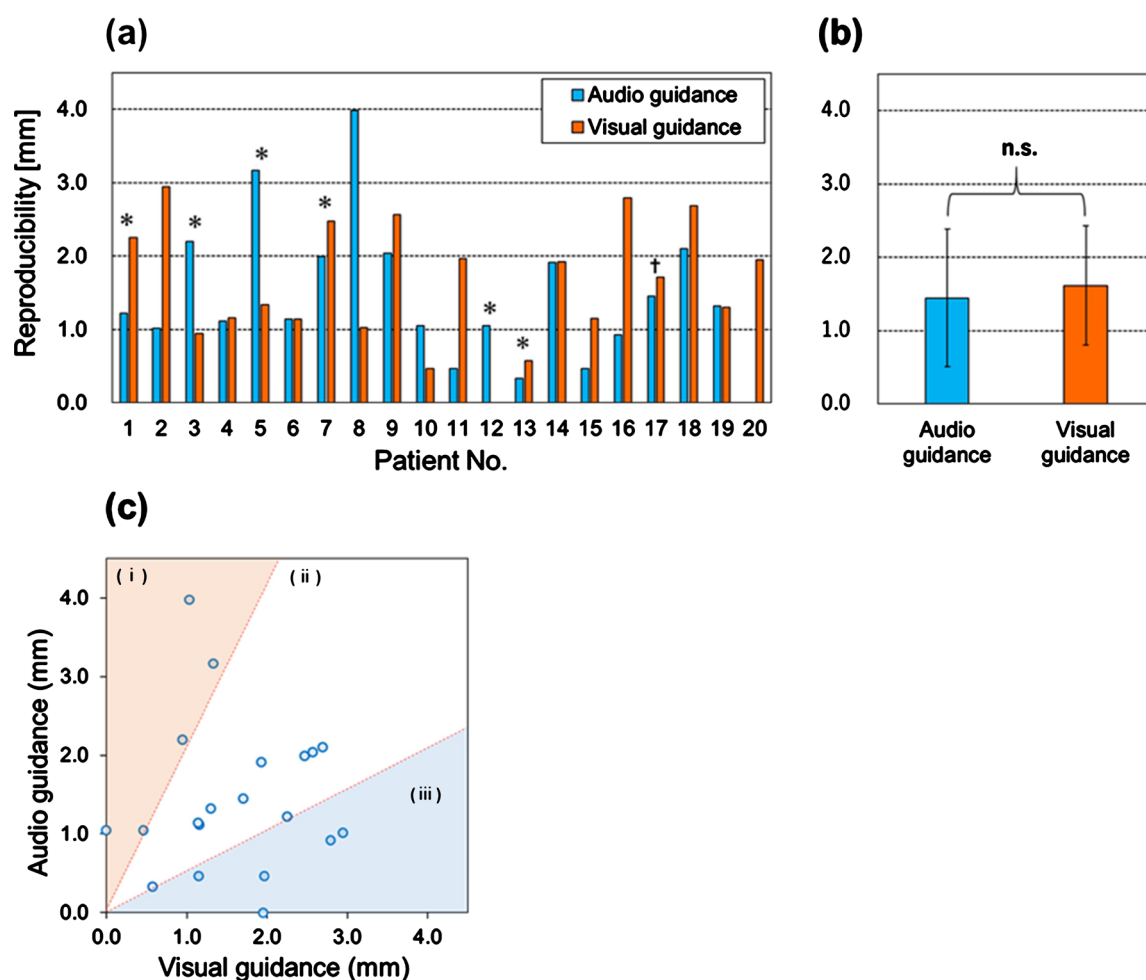 (a)
Reproducibility [mm]
4.0
3.0
2.0
1.0
0.0
Audio guidance
Visual guidance
*
*
*
*
*
*
†
1 2 3 4 5 6 7 8 9 10 11 12 13 14 15 16 17 18 19 20
Patient No.
(b)
4.0
3.0
2.0
1.0
0.0
n.s.
Audio
guidance
Visual
guidance
(c)
Audio guidance (mm)
4.0
3.0
2.0
1.0
0.0
(i)
(ii)
(iii)
0.0 1.0 2.0 3.0 4.0
Visual guidance (mm)